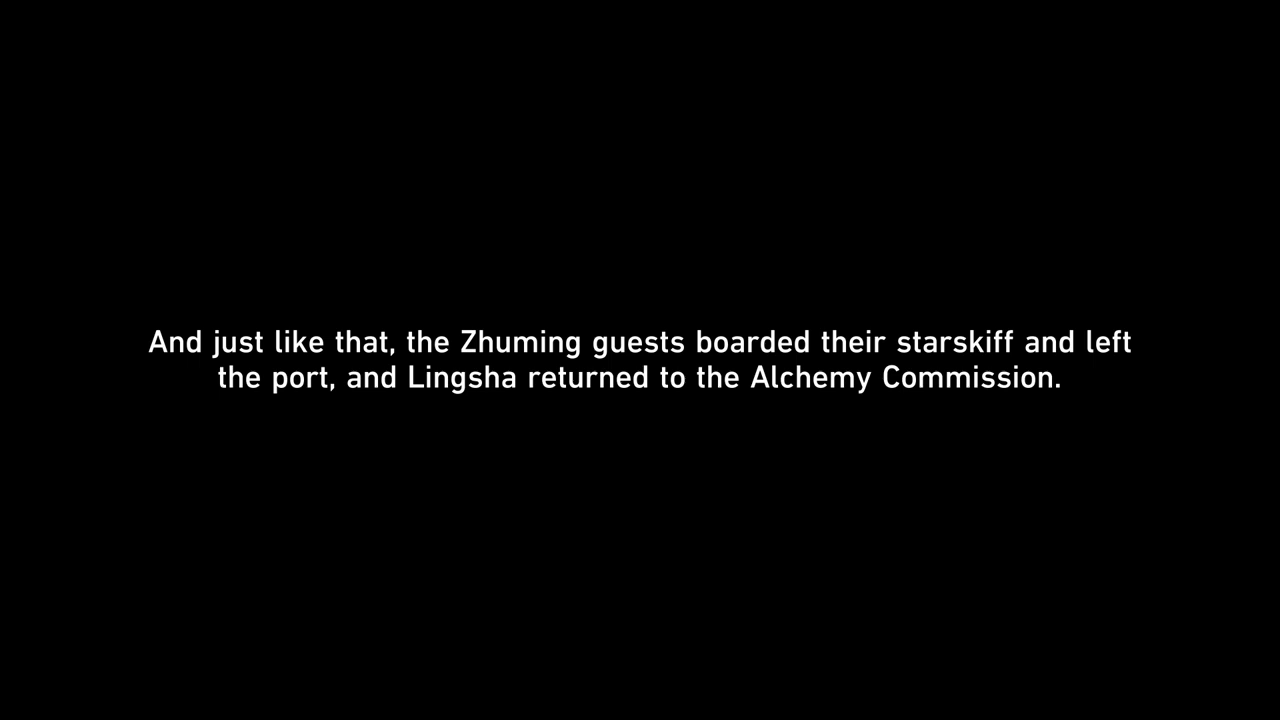 And just like that, the Zhuming guests boarded their starskiff and left
the port, and Lingsha returned to the Alchemy Commission.